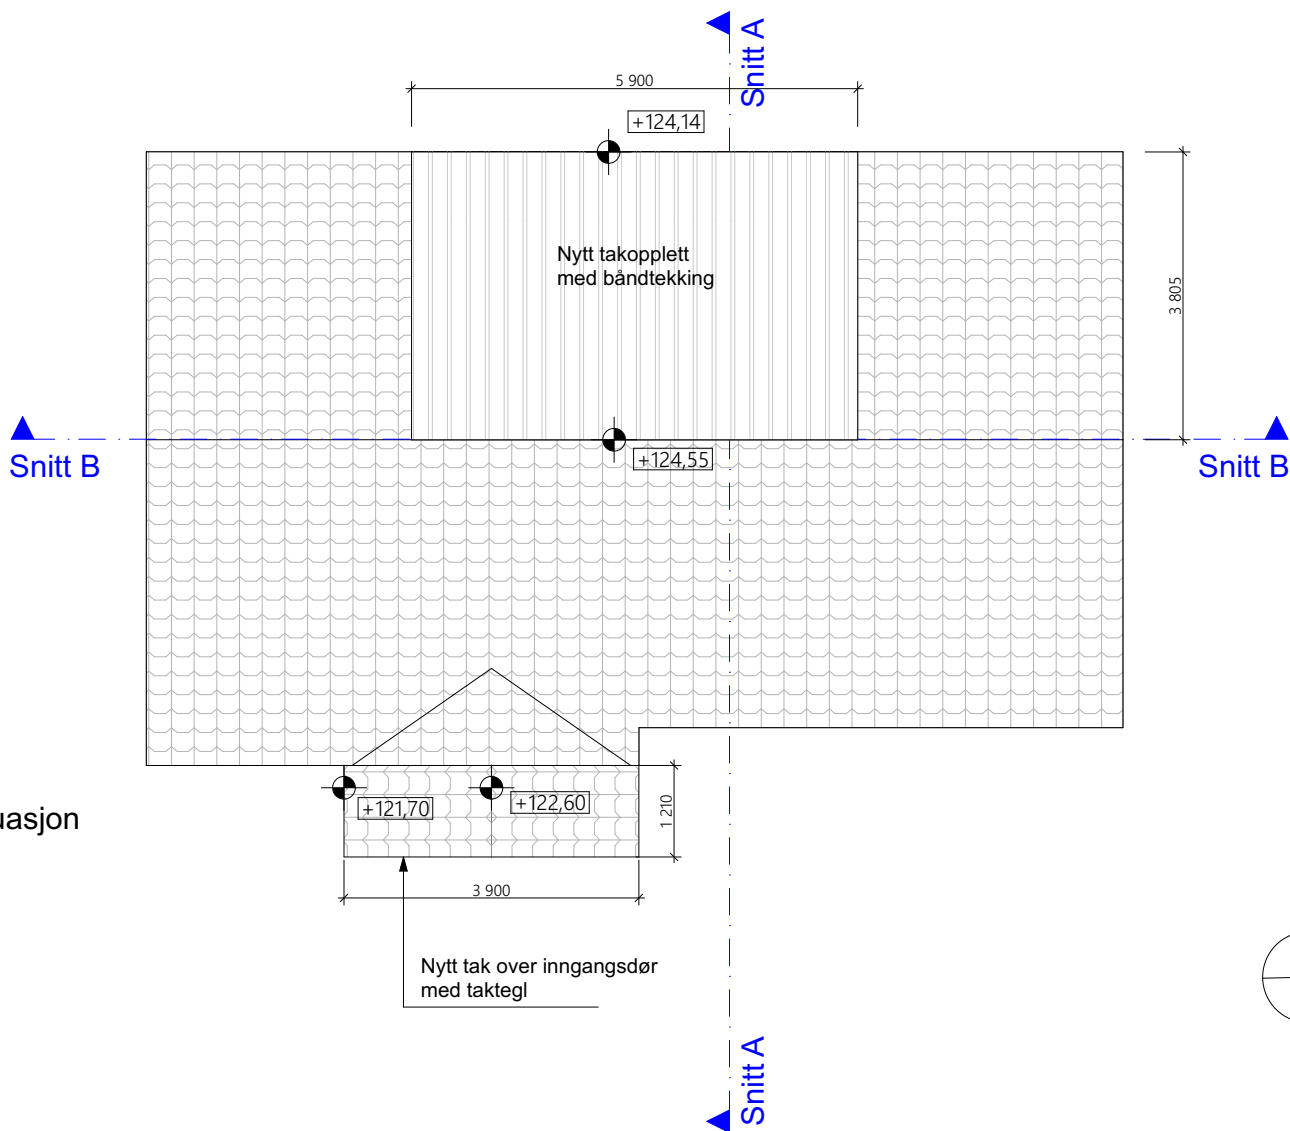 Snitt A
5 900
+124,14
Nytt takopplett
med båndtekking
3 805
Snitt B
+124,55
Snitt B
+121,70
+122,60
1 210
uasjon
3 900
Nytt tak over inngangsdør
med taktegl
Snitt A